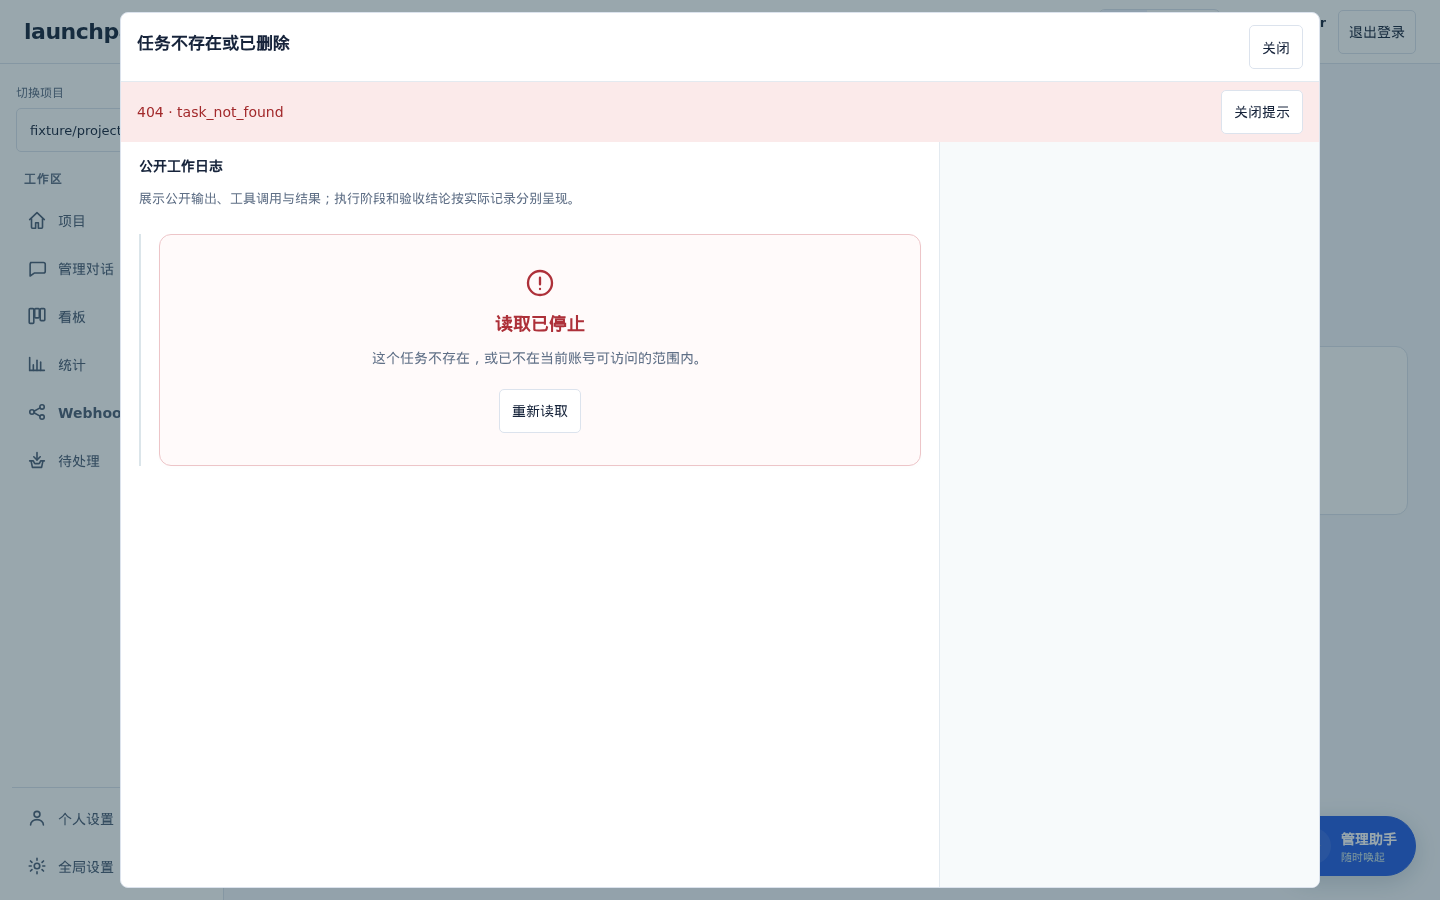 launchp
任务不存在或已删除
关闭
r
退出登录
切换项目
fixture/project
404 · task_not_found
关闭提示
工作区
项目
管理对话
看板
统计
Webhoo
待处理
公开工作日志
展示公开输出、工具调用与结果；执行阶段和验收结论按实际记录分别呈现。
读取已停止
这个任务不存在，或已不在当前账号可访问的范围内。
重新读取
个人设置
全局设置
管理助手
随时唤起